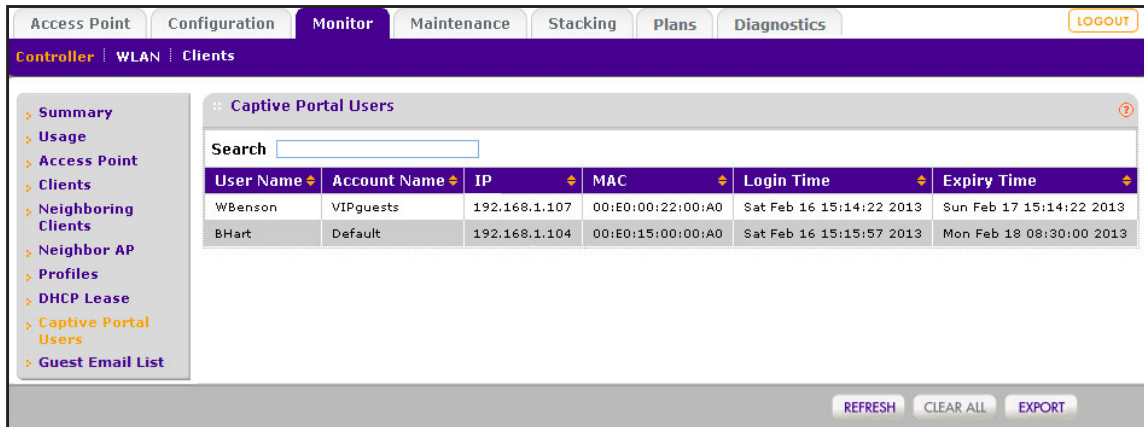 Access Point Configuration Monitor Maintenance Stacking Plans Diagnostics LOGOUT
Controller WLAN Clients
Summary
Usage
Access Point
Clients
Neighboring
Clients
Neighbor AP
Profiles
DHCP Lease
Captive Portal
Users
Guest Email List
Captive Portal Users ?
Search
User Name Account Name IP MAC Login Time Expiry Time
WBenson VIPguests 192.168.1.107 00:E0:00:22:00:A0 Sat Feb 16 15:14:22 2013 Sun Feb 17 15:14:22 2013
BHart Default 192.168.1.104 00:E0:15:00:00:A0 Sat Feb 16 15:15:57 2013 Mon Feb 18 08:30:00 2013
REFRESH CLEAR ALL EXPORT